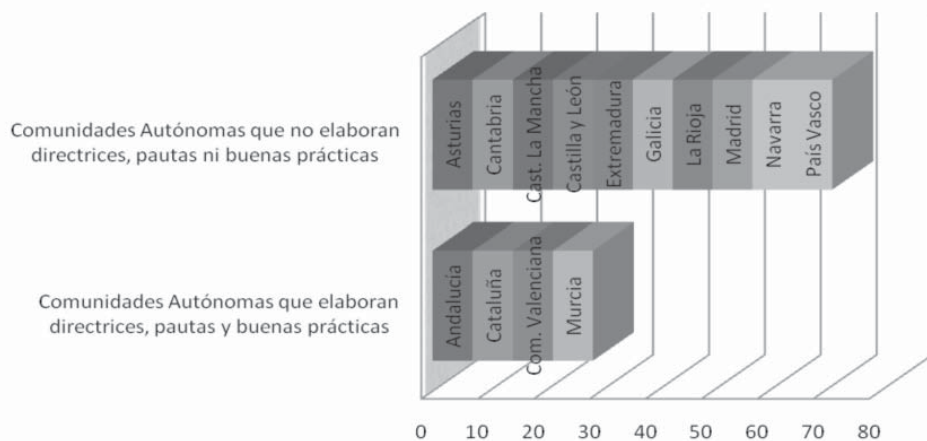 Comunidades Autónomas que no elaboran
directrices, pautas ni buenas prácticas
Asturias
Cantabria
Cast. La Mancha
Castilla y León
Extremadura
Galicia
La Rioja
Madrid
Navarra
País Vasco
Comunidades Autónomas que elaboran
directrices, pautas y buenas prácticas
Andalucía
Cataluña
Com. Valenciana
Murcia
0 10 20 30 40 50 60 70 80